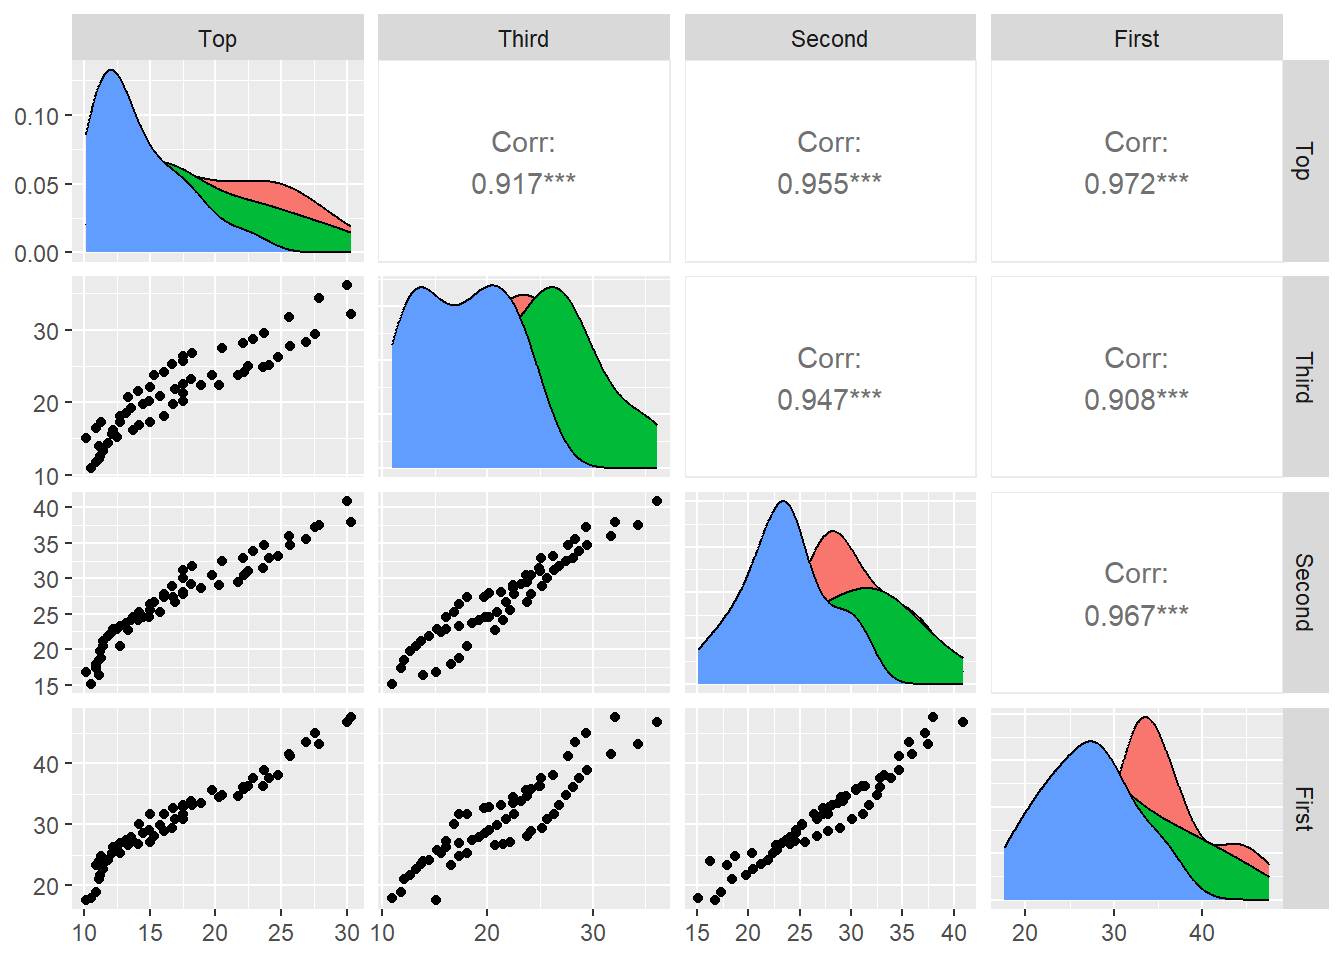 Top Third Second First
0.10
0.05
0.00
Corr:
0.917***
Corr:
0.955***
Corr:
0.972***
Top
30
20
10
Corr:
0.947***
Corr:
0.908***
Third
40
35
30
25
20
15
Corr:
0.967***
Second
40
30
20
First
10 15 20 25 30
10 20 30
15 20 25 30 35 40
20 30 40